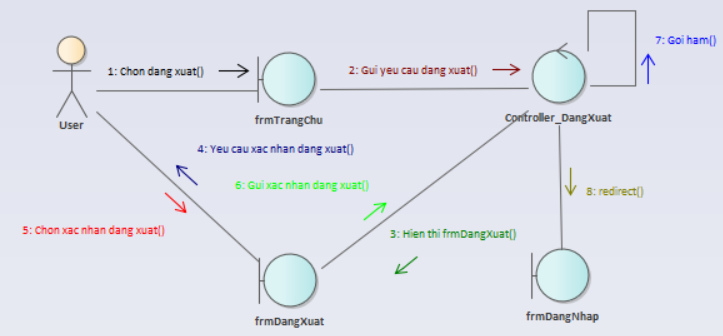 7: Goi ham()
1: Chon dang xuat()
2: Gui yeu cau dang xuat()
User
frmTrangChu
Controller_DangXuat
4: Yeu cau xac nhan dang xuat()
6: Gui xac nhan dang xuat()
8: redirect()
5: Chon xac nhan dang xuat()
3: Hien thi frmDangXuat()
frmDangXuat
frmDangNhap